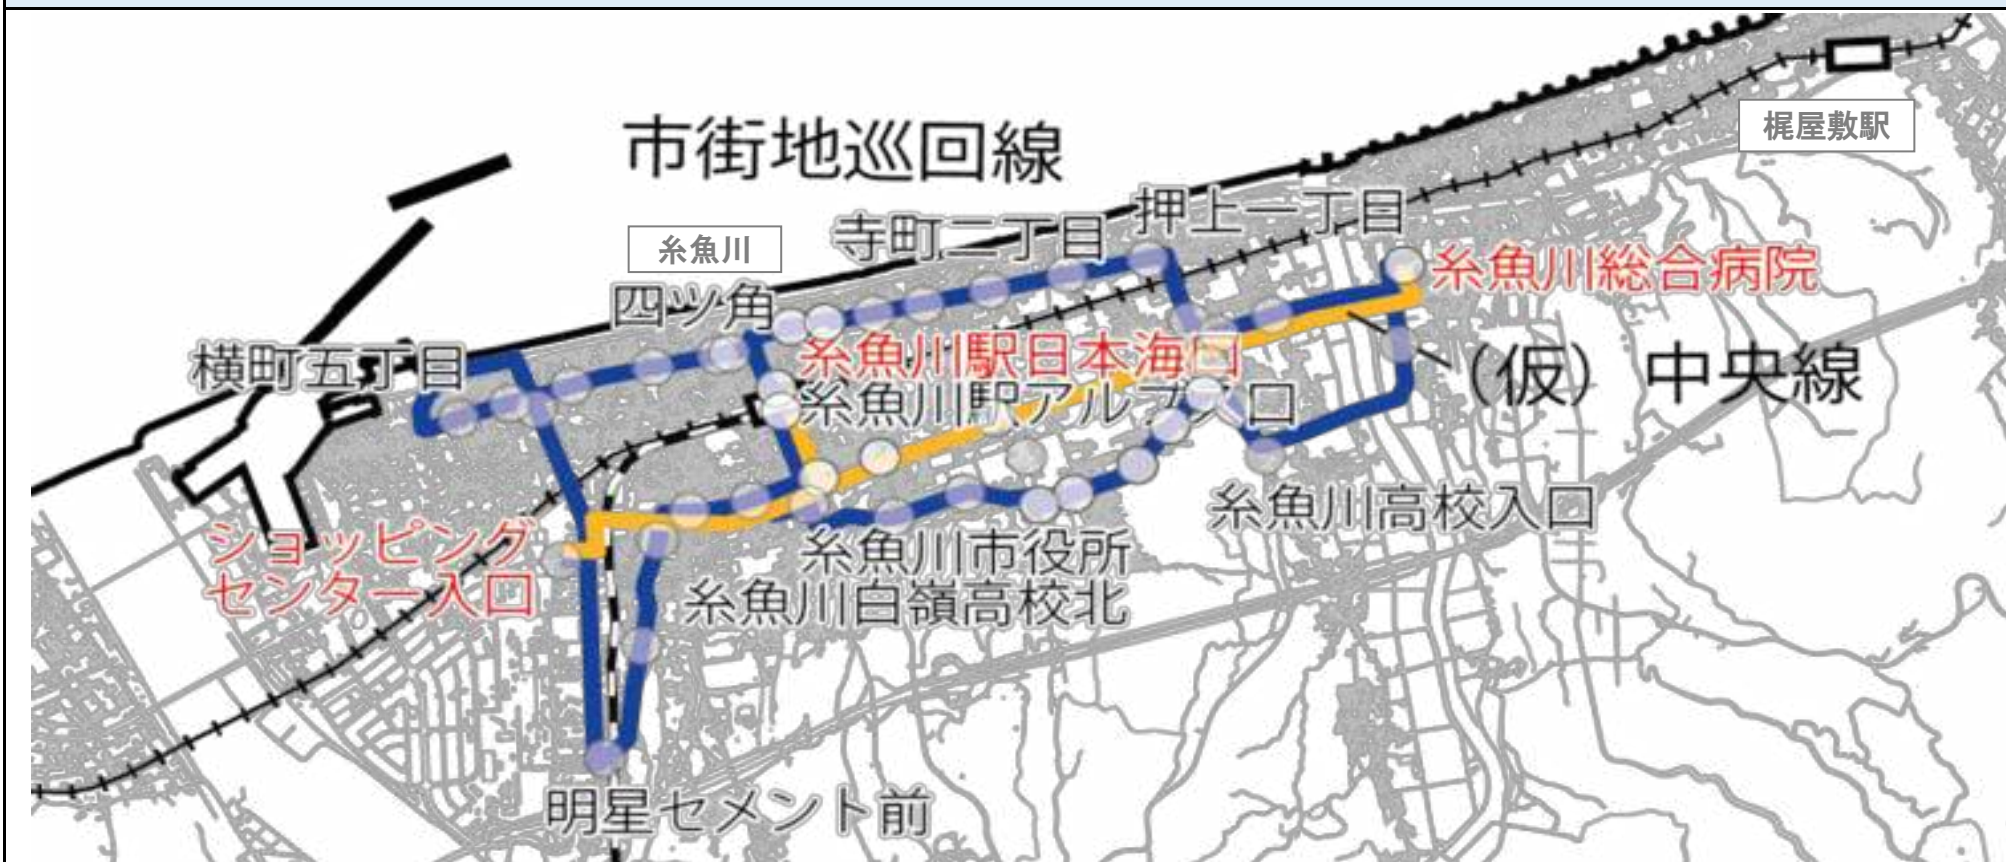 市街地巡回線
梶屋敷駅
糸魚川
寺町二丁目
押上一丁目
四ツ角
糸魚川総合病院
横町五丁目
糸魚川駅日本海口
糸魚川駅アルプス口
（仮）中央線
糸魚川高校入口
ショッピング
センター入口
糸魚川市役所
糸魚川白嶺高校北
明星セメント前